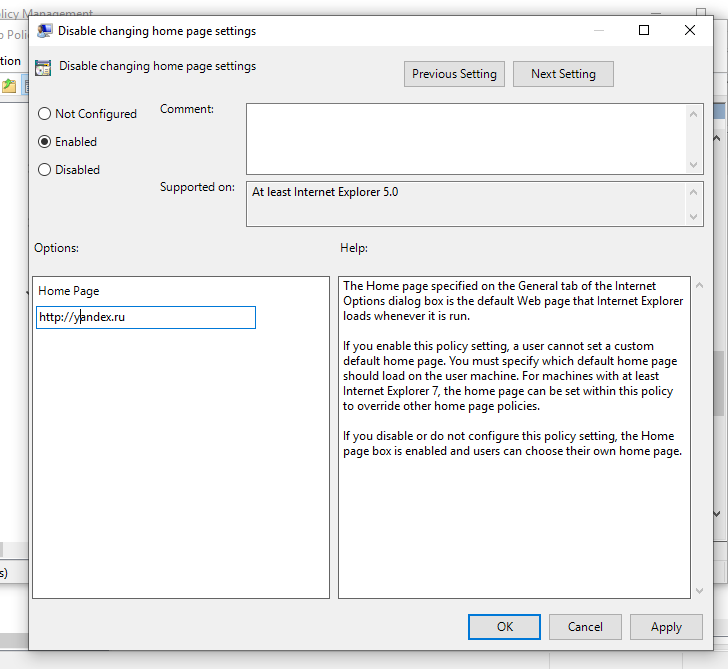 licy Management
Disable changing home page settings
Disable changing home page settings
Previous Setting
Next Setting
tion
Not Configured
Enabled
Disabled
Comment:
Supported on:
At least Internet Explorer 5.0
Options:
Help:
Home Page
http://yandex.ru
The Home page specified on the General tab of the Internet
Options dialog box is the default Web page that Internet Explorer
loads whenever it is run.
If you enable this policy setting, a user cannot set a custom
default home page. You must specify which default home page
should load on the user machine. For machines with at least
Internet Explorer 7, the home page can be set within this policy
to override other home page policies.
If you disable or do not configure this policy setting, the Home
page box is enabled and users can choose their own home page.
s)
OK
Cancel
Apply